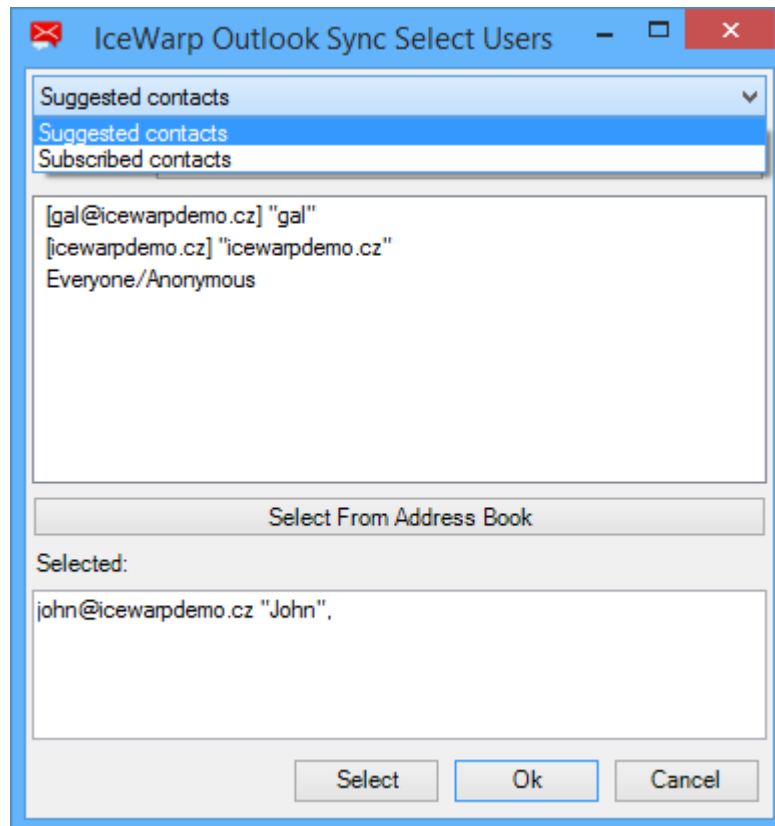 IceWarp Outlook Sync Select Users
Suggested contacts
Suggested contacts
Subscribed contacts
[gal@icewarpdemo.cz] "gal"
[icewarpdemo.cz] "icewarpdemo.cz"
Everyone/Anonymous
Select From Address Book
Selected:
john@icewarpdemo.cz "John",
Select Ok Cancel